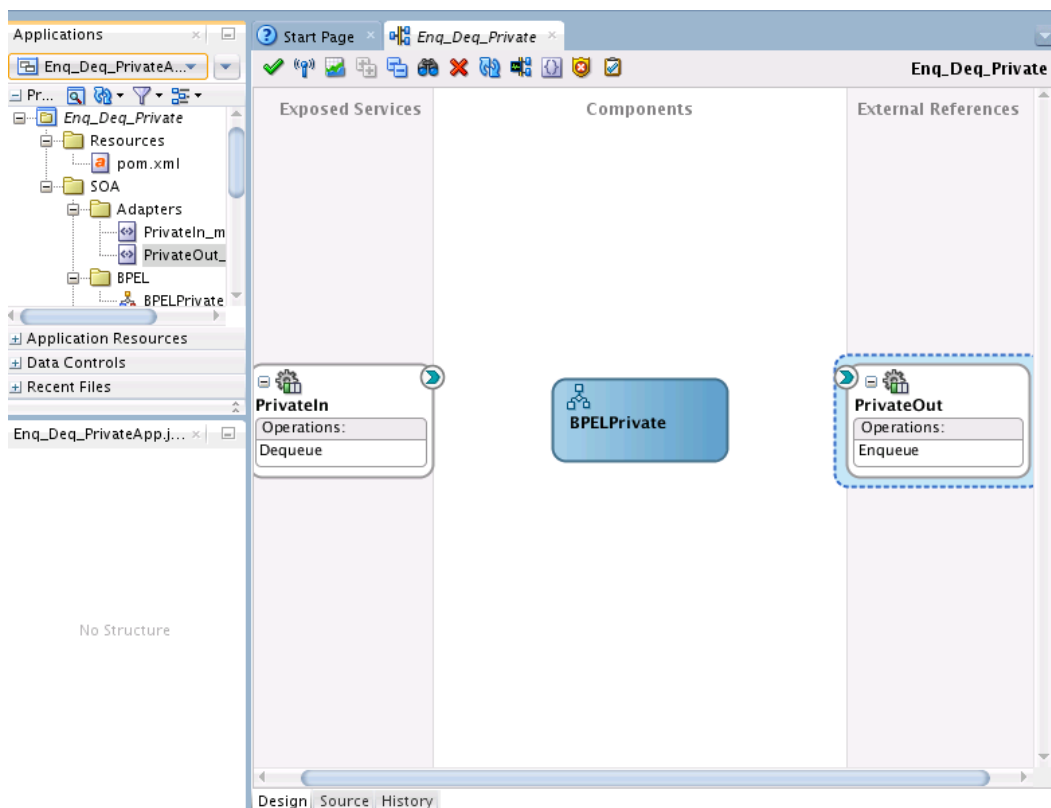 Applications
Enq_Deq_PrivateA...
Pr...
Enq_Deq_Private
Resources
pom.xml
SOA
Adapters
PrivateIn_m
PrivateOut_
BPEL
BPELPrivate
Application Resources
Data Controls
Recent Files
Enq_Deq_PrivateApp.j...
No Structure
Start Page
Enq_Deq_Private
Enq_Deq_Private
Exposed Services
Components
External References
PrivateIn
Operations:
Dequeue
BPELPrivate
PrivateOut
Operations:
Enqueue
Design Source History